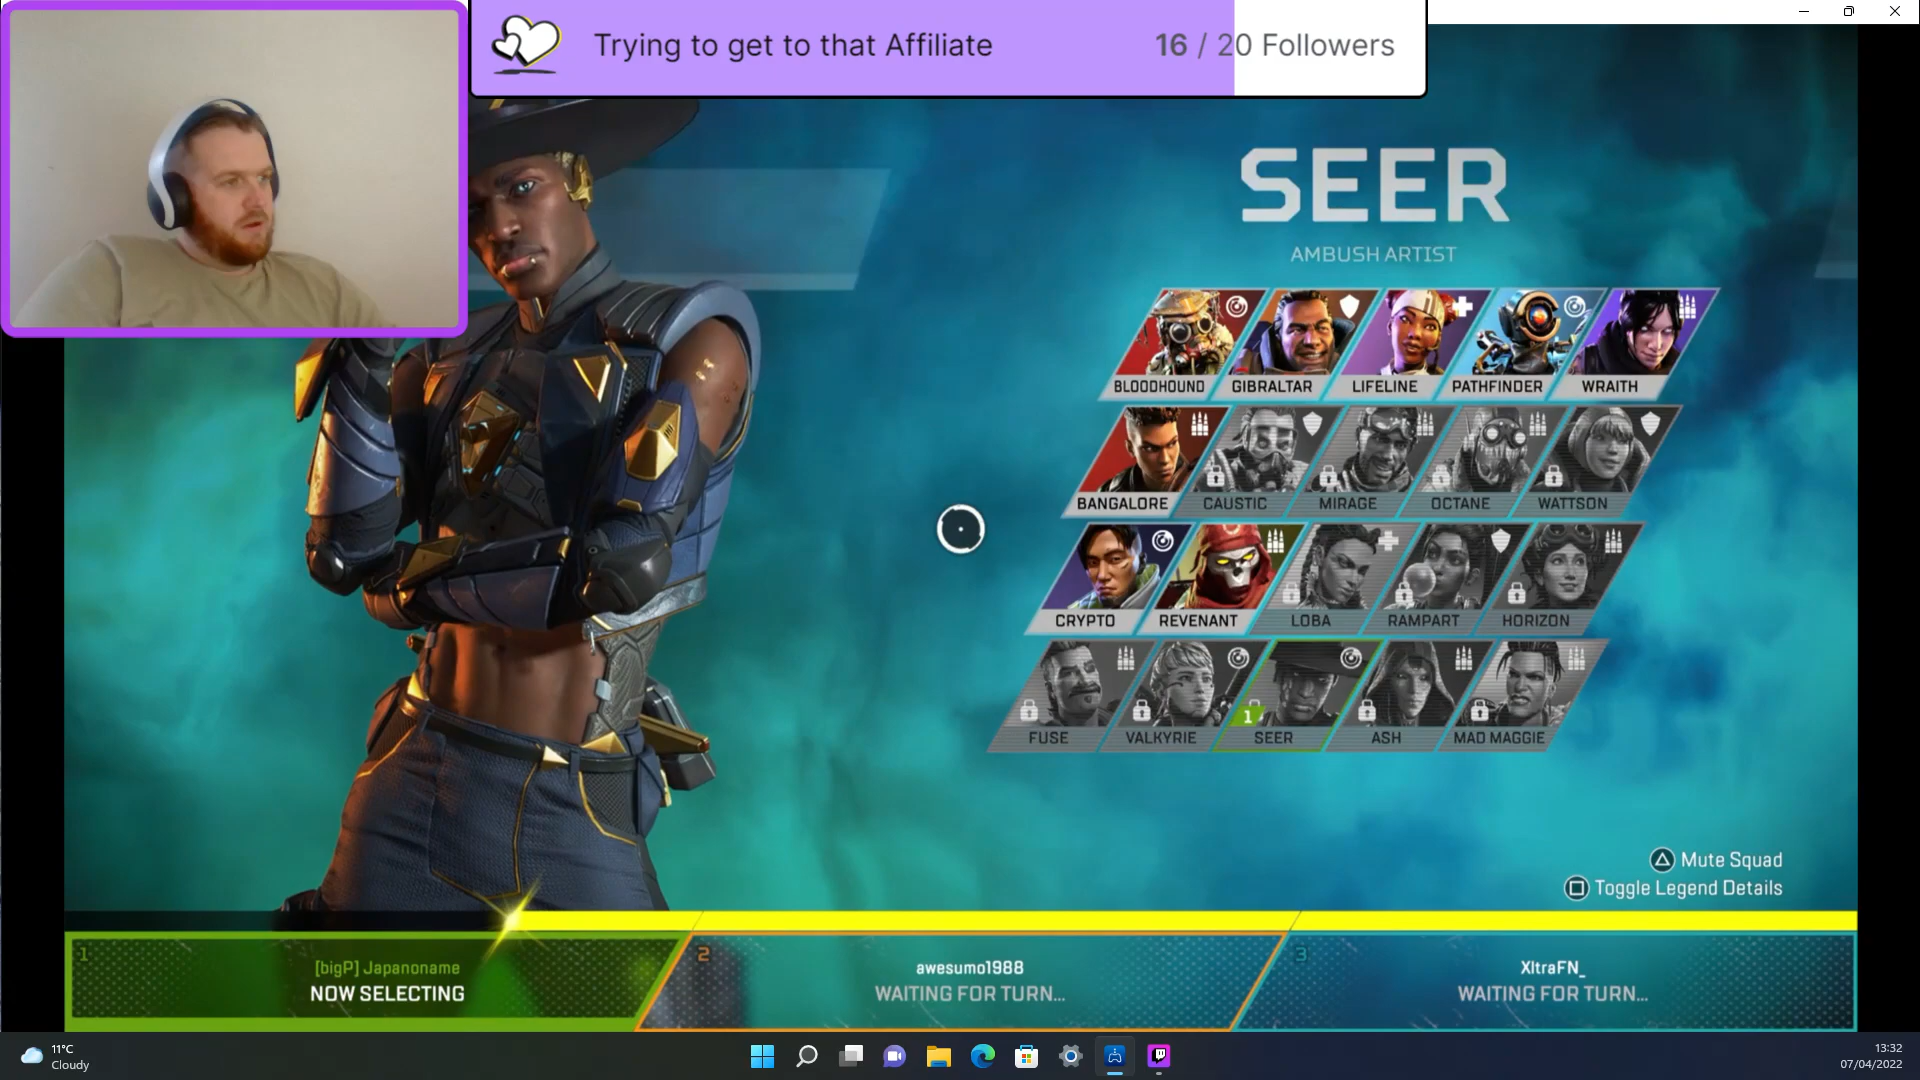 Trying to get to that Affiliate
16 / 20 Followers
SEER
AMBUSH ARTIST
BLOODHOUND GIBRALTAR LIFELINE PATHFINDER WRAITH
BANGALORE CAUSTIC MIRAGE OCTANE WATTSON
CRYPTO REVENANT LOBA RAMPART HORIZON
1
FUSE VALKYRIE SEER ASH MAD MAGGIE
Mute Squad
Toggle Legend Details
1
[bigP] Japanoname
NOW SELECTING
2
awesumo1988
WAITING FOR TURN...
3
XltraFN_
WAITING FOR TURN...
11°C
Cloudy
13:32
07/04/2022